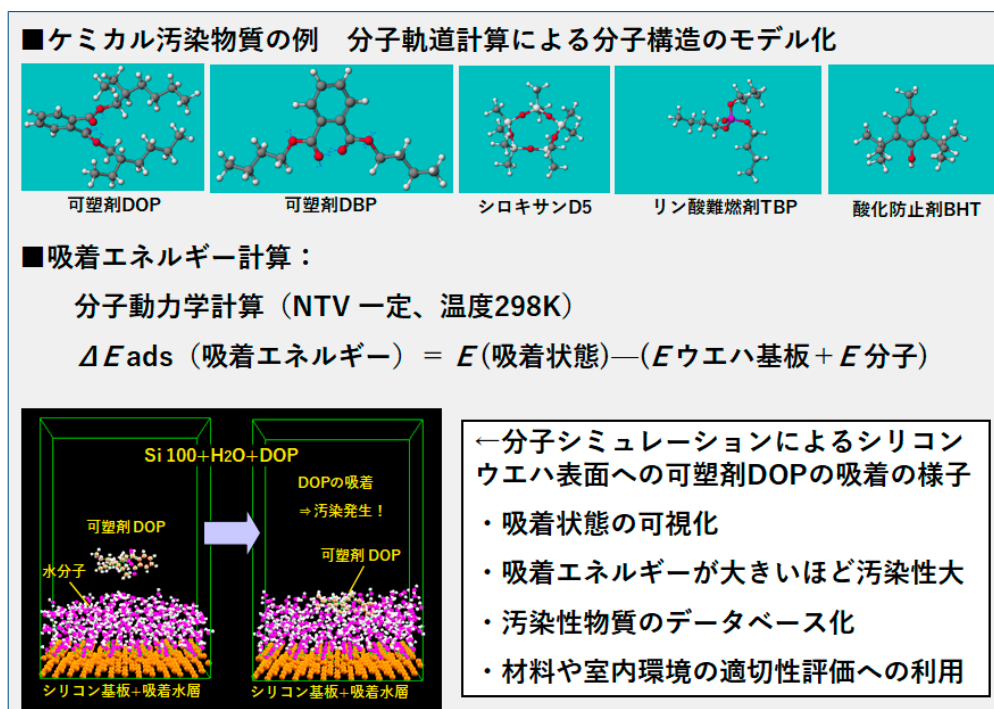 ■ケミカル汚染物質の例　分子軌道計算による分子構造のモデル化
可塑剤DOP
可塑剤DBP
シロキサンD5
リン酸難燃剤TBP
酸化防止剤BHT
■吸着エネルギー計算：
分子動力学計算（NTV 一定、温度298K）
ΔEads（吸着エネルギー）＝ E(吸着状態)―(Eウエハ基板＋E分子)
Si 100+H2O+DOP
可塑剤 DOP
水分子
シリコン基板+吸着水層
DOPの吸着
⇒汚染発生！
可塑剤 DOP
シリコン基板+吸着水層
←分子シミュレーションによるシリコン
ウエハ表面への可塑剤DOPの吸着の様子
・吸着状態の可視化
・吸着エネルギーが大きいほど汚染性大
・汚染性物質のデータベース化
・材料や室内環境の適切性評価への利用